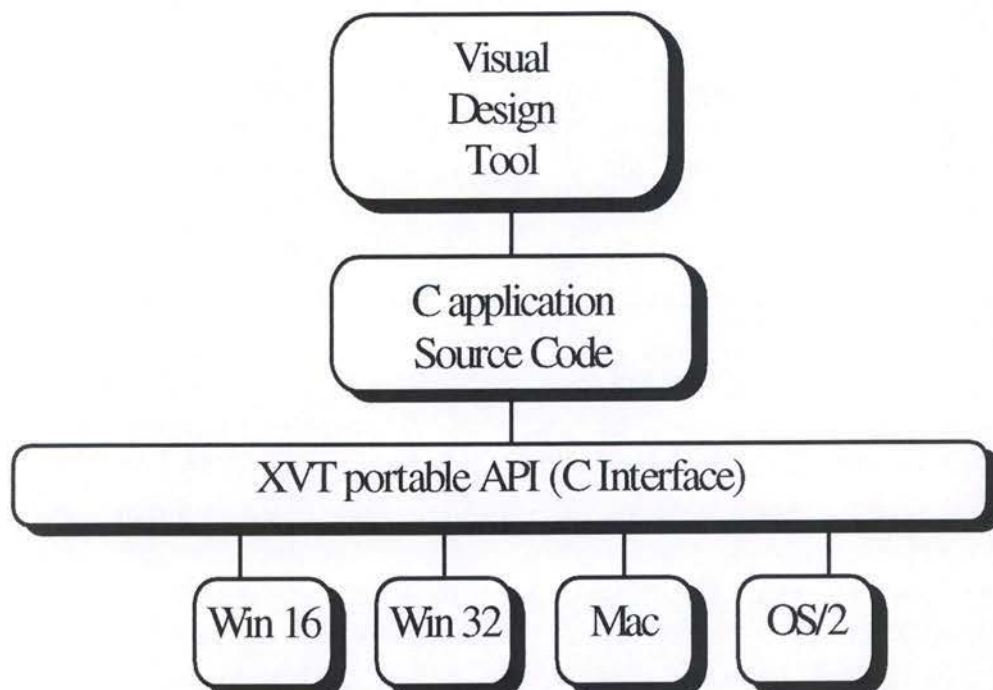 Visual
Design
Tool
C application
Source Code
XVT portable API (C Interface)
Win 16
Win 32
Mac
OS/2